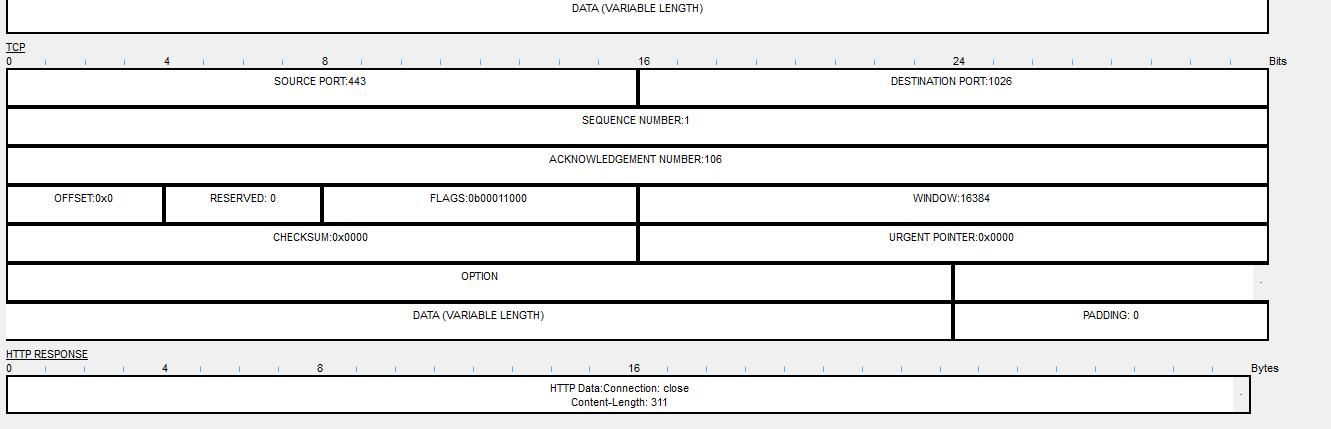 DATA (VARIABLE LENGTH)
TCP
0 4 8 16 24 Bits
SOURCE PORT:443 DESTINATION PORT:1026
SEQUENCE NUMBER:1
ACKNOWLEDGEMENT NUMBER:106
OFFSET:0x0 RESERVED: 0 FLAGS:0b00011000 WINDOW:16384
CHECKSUM:0x0000 URGENT POINTER:0x0000
OPTION
DATA (VARIABLE LENGTH) PADDING: 0
HTTP RESPONSE
0 4 8 16 Bytes
HTTP Data:Connection: close
Content-Length: 311